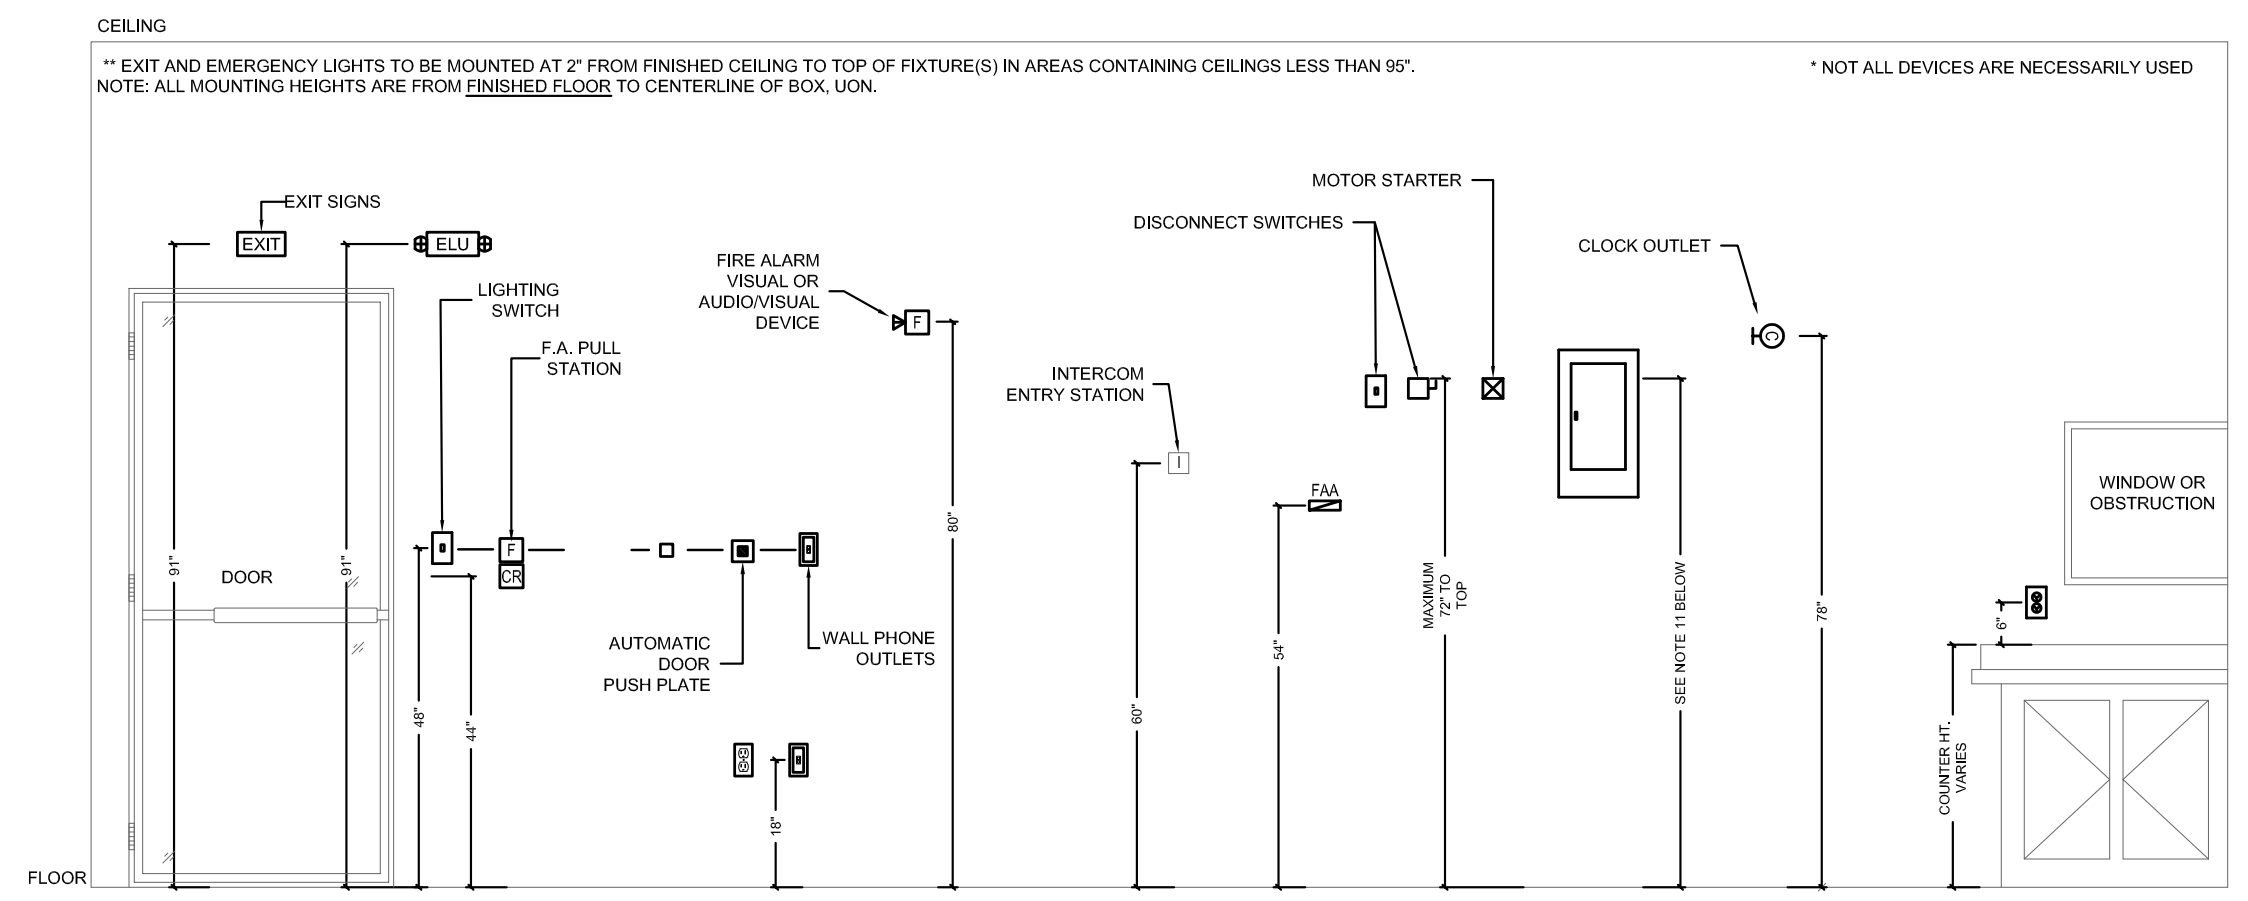 CEILING
** EXIT AND EMERGENCY LIGHTS TO BE MOUNTED AT 2" FROM FINISHED CEILING TO TOP OF FIXTURE(S) IN AREAS CONTAINING CEILINGS LESS THAN 95".
* NOT ALL DEVICES ARE NECESSARILY USED
NOTE: ALL MOUNTING HEIGHTS ARE FROM FINISHED FLOOR TO CENTERLINE OF BOX, UON.
EXIT SIGNS
EXIT
ELU
LIGHTING
SWITCH
F.A. PULL
STATION
F
CR
91"
DOOR
91"
48"
44"
FIRE ALARM
VISUAL OR
AUDIO/VISUAL
DEVICE
F
80"
AUTOMATIC
DOOR
PUSH PLATE
WALL PHONE
OUTLETS
18"
INTERCOM
ENTRY STATION
I
60"
FAA
54"
MOTOR STARTER
DISCONNECT SWITCHES
MAXIMUM
72" TO
TOP
SEE NOTE 11 BELOW
CLOCK OUTLET
C
78"
WINDOW OR
OBSTRUCTION
6"
COUNTER HT.
VARIES
FLOOR